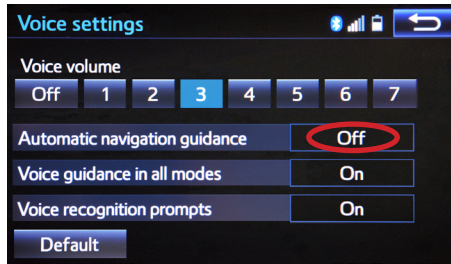 Voice settings
Voice volume
Off 1 2 3 4 5 6 7
Automatic navigation guidance Off
Voice guidance in all modes On
Voice recognition prompts On
Default